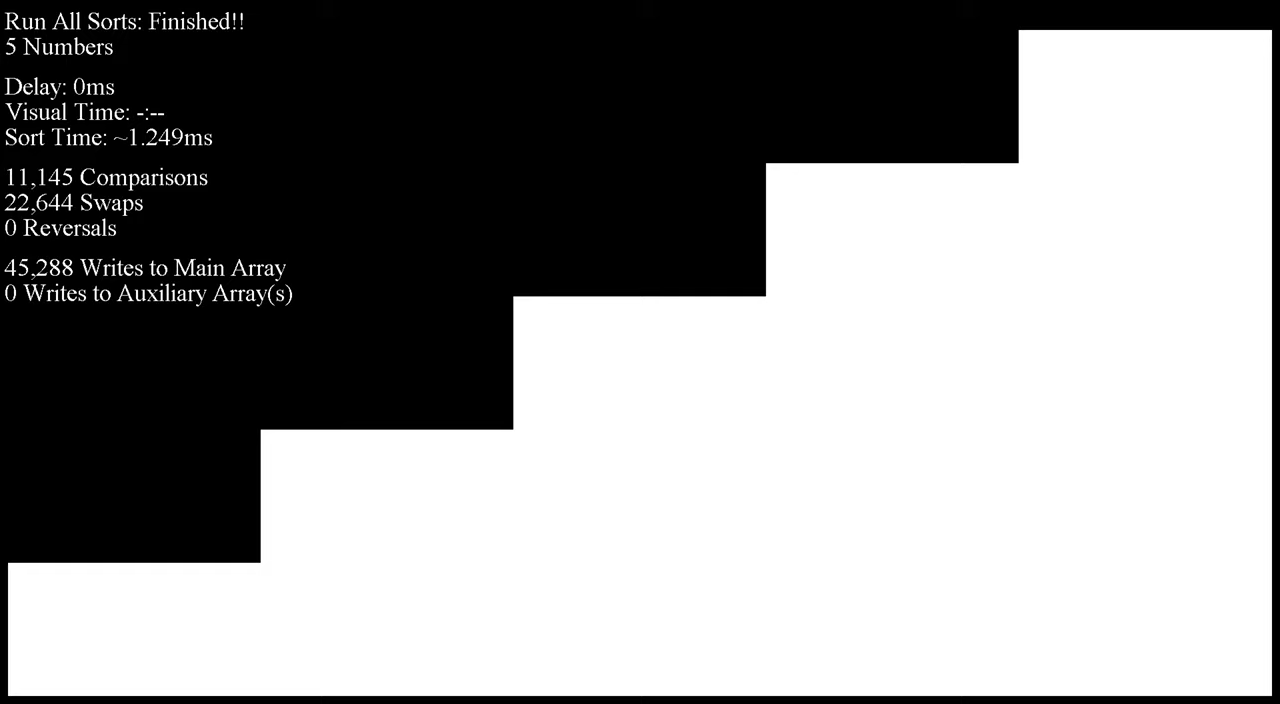 Run All Sorts: Finished!!
5 Numbers
Delay: 0ms
Visual Time: -:--
Sort Time: ~1.249ms
11,145 Comparisons
22,644 Swaps
0 Reversals
45,288 Writes to Main Array
0 Writes to Auxiliary Array(s)